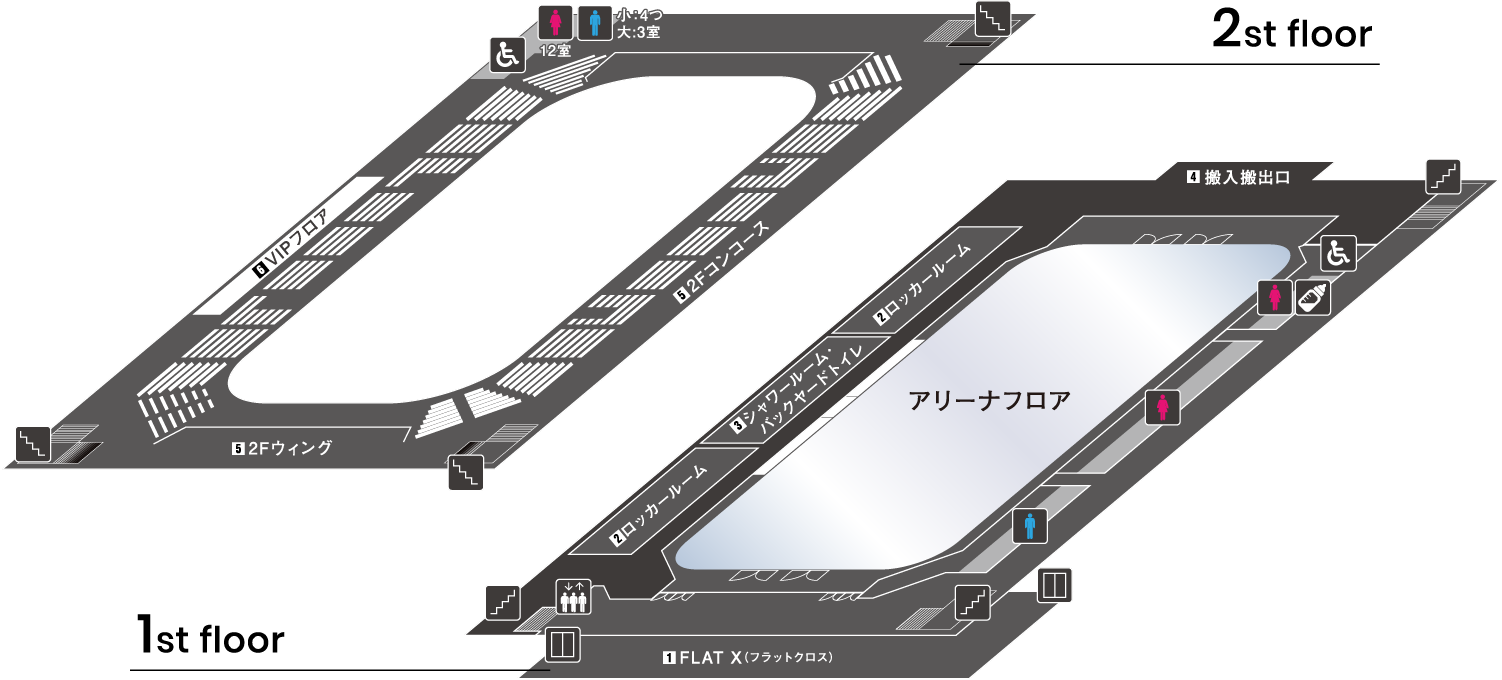 小:4つ
大:3室
12室
2st floor
6 VIPフロア
5 2Fコンコース
5 2Fウィング
4 搬入搬出口
2 ロッカールーム
3 シャワールーム・
バックヤードトイレ
2 ロッカールーム
アリーナフロア
1st floor
1 FLAT X(フラットクロス)